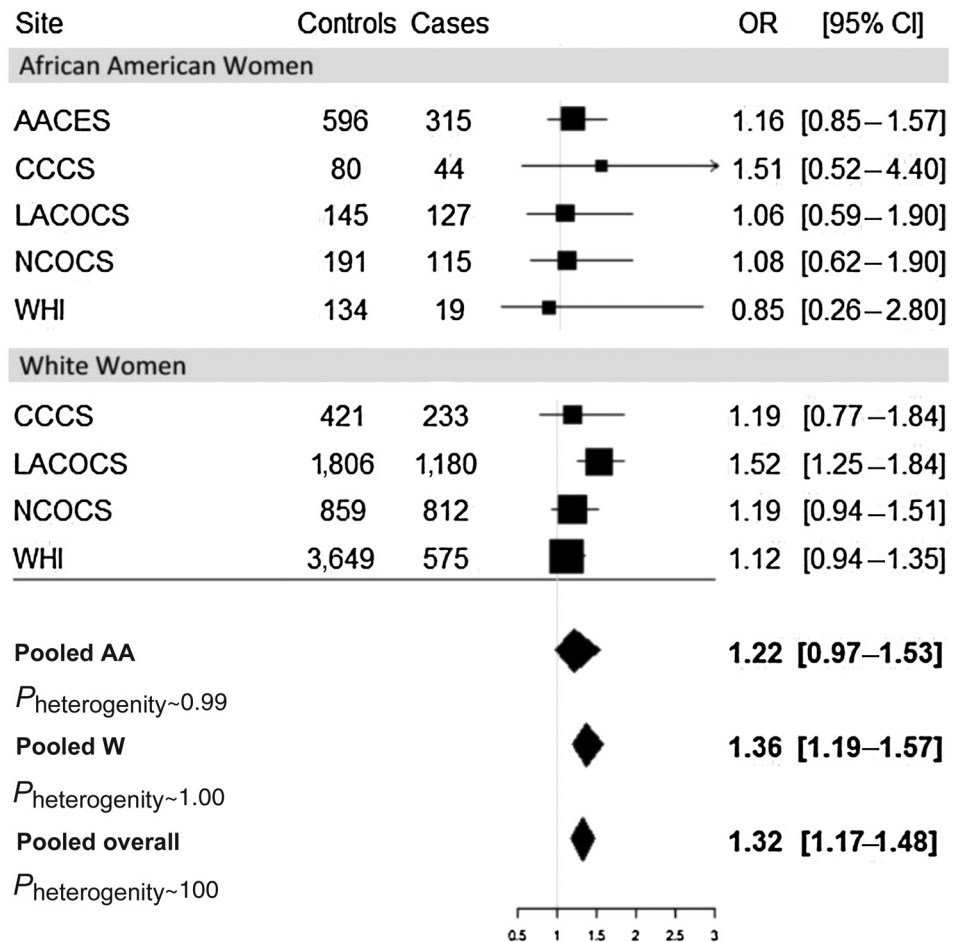 Site Controls Cases OR [95% CI]
African American Women
AACES 596 315 1.16 [0.85–1.57]
CCCS 80 44 1.51 [0.52–4.40]
LACOCS 145 127 1.06 [0.59–1.90]
NCOCS 191 115 1.08 [0.62–1.90]
WHI 134 19 0.85 [0.26–2.80]
White Women
CCCS 421 233 1.19 [0.77–1.84]
LACOCS 1,806 1,180 1.52 [1.25–1.84]
NCOCS 859 812 1.19 [0.94–1.51]
WHI 3,649 575 1.12 [0.94–1.35]
Pooled AA 1.22 [0.97–1.53]
Pheterogenity~0.99
Pooled W 1.36 [1.19–1.57]
Pheterogenity~1.00
Pooled overall 1.32 [1.17–1.48]
Pheterogenity~100
0.5 1 1.5 2 2.5 3